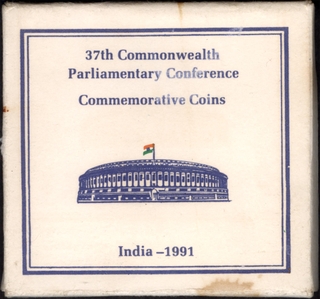 37th Commonwealth
Parliamentary Conference
Commemorative Coins
India –1991